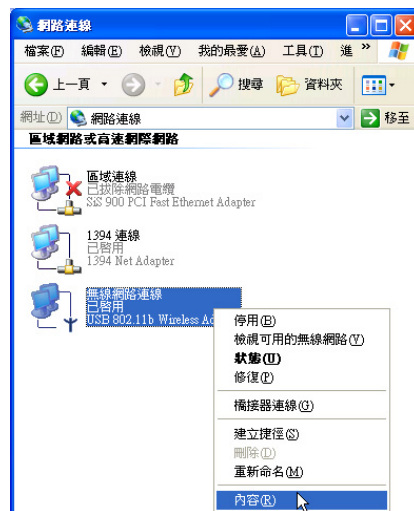 網路連線
檔案(F) 編輯(E) 檢視(V) 我的最愛(A) 工具(T) 進 »
上一頁 搜尋 資料夾
網址(D) 網路連線 移至
區域網路或高速網際網路
區域連線
已拔除網路電纜
SiS 900 PCI Fast Ethernet Adapter
1394 連線
已啓用
1394 Net Adapter
無線網路連線
已啓用
USB 802.11b Wireless
停用(B)
檢視可用的無線網路(V)
狀態(U)
修復(P)
橋接器連線(G)
建立捷徑(S)
刪除(D)
重新命名(M)
內容(R)